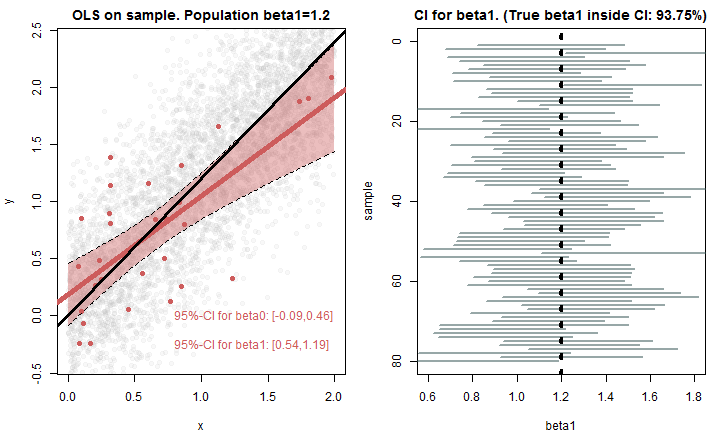 OLS on sample. Population beta1=1.2
2.5
2.0
1.5
1.0
0.5
0.0
-0.5
y
95%-CI for beta0: [-0.09,0.46]
95%-CI for beta1: [0.54,1.19]
0.0 0.5 1.0 1.5 2.0
x
CI for beta1. (True beta1 inside CI: 93.75%)
0
20
40
60
80
sample
0.6 0.8 1.0 1.2 1.4 1.6 1.8
beta1